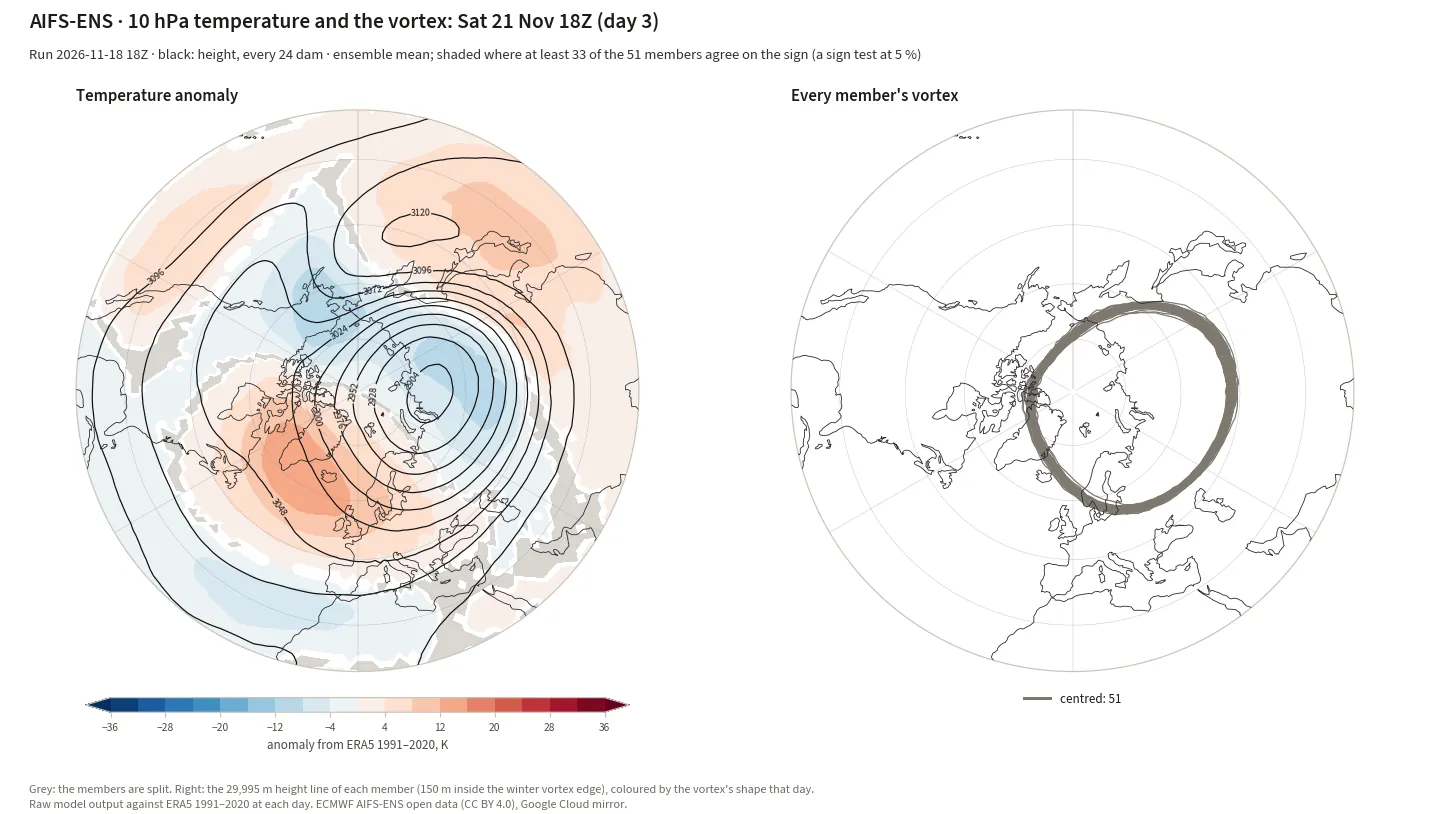 AIFS-ENS · 10 hPa temperature and the vortex: Sat 21 Nov 18Z (day 3)
Run 2026-11-18 18Z · black: height, every 24 dam · ensemble mean; shaded where at least 33 of the 51 members agree on the sign (a sign test at 5 %)
Temperature anomaly
Every member's vortex
3120
3096
3096
3072
3024
2952
2928
3000
2976
3048
centred: 51
−36 −28 −20 −12 −4 4 12 20 28 36
anomaly from ERA5 1991–2020, K
Grey: the members are split. Right: the 29,995 m height line of each member (150 m inside the winter vortex edge), coloured by the vortex's shape that day.
Raw model output against ERA5 1991–2020 at each day. ECMWF AIFS-ENS open data (CC BY 4.0), Google Cloud mirror.